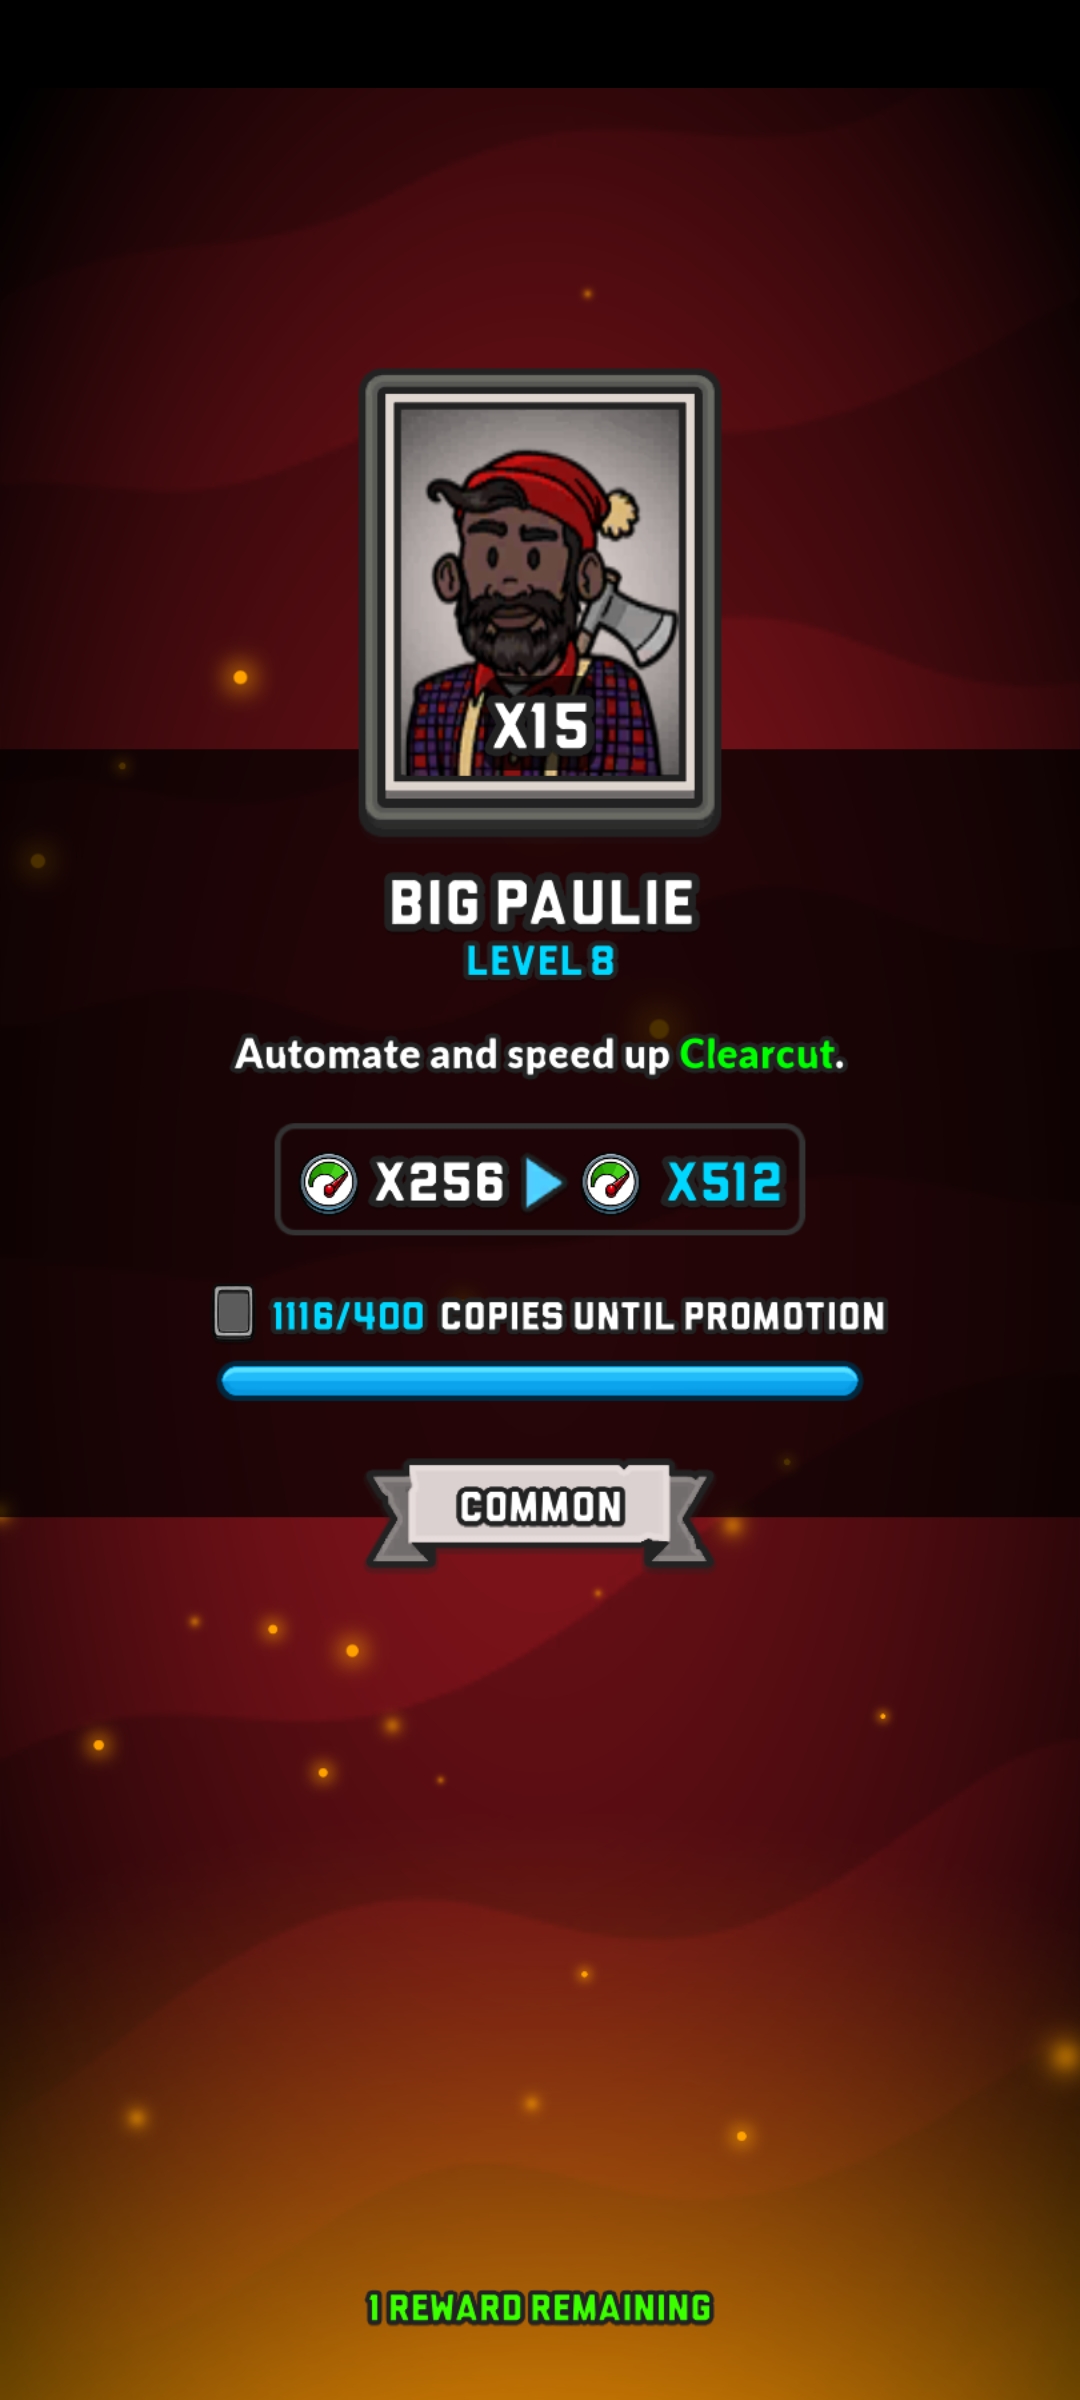 X15
BIG PAULIE
LEVEL 8
Automate and speed up Clearcut.
X256 X512
1116/400 COPIES UNTIL PROMOTION
COMMON
1 REWARD REMAINING